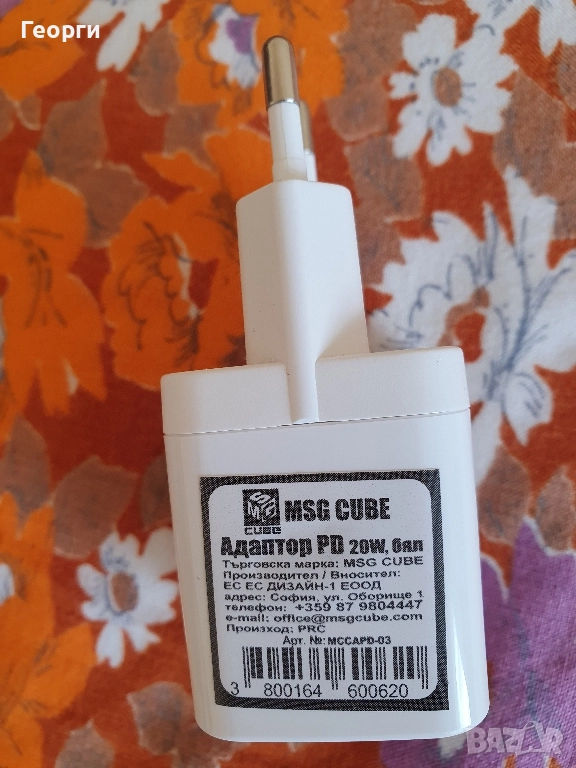 Георги
MSG
CUBE
MSG CUBE
Адаптор PD 20W, бял
Търговска марка: MSG CUBE
Производител / Вносител:
ЕС ЕС ДИЗАЙН-1 ЕООД
адрес: София, ул. Оборище 1
телефон: +359 87 9804447
e-mail: office@msgcube.com
Произход: PRC
Арт. №: MCCAPD-03
3 800164 600620
BAZAR